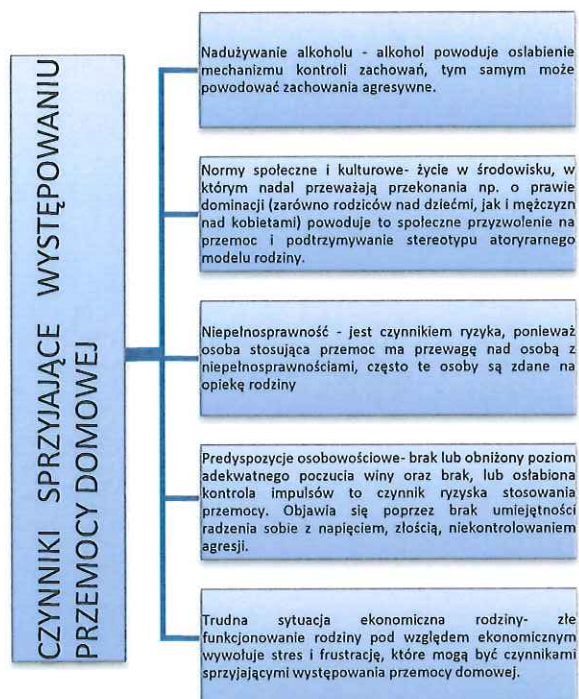 CZYNNIKI SPRZYJAJĄCE WYSTĘPOWANIU
PRZEMOCY DOMOWEJ
Nadużywanie alkoholu - alkohol powoduje oslabienie
mechanizmu kontroli zachowań, tym samym może
powodować zachowania agresywne.
Normy społeczne i kulturowe- życie w środowisku, w
którym nadal przeważają przekonania np. o prawie
dominacji (zarówno rodziców nad dziećmi, jak i mężczyzn
nad kobietami) powoduje to społeczne przyzwolenie na
przemoc i podtrzymywanie stereotypu atoryrarnego
modelu rodziny.
Niepełnosprawność - jest czynnikiem ryzyka, ponieważ
osoba stosująca przemoc ma przewagę nad osobą z
niepełnosprawnościami, często te osoby są zdane na
opiekę rodziny
Predyspozycje osobowościowe- brak lub obniżony poziom
adekwatnego poczucia winy oraz brak, lub osłabiona
kontrola impulsów to czynnik ryzyska stosowania
przemocy. Objawia się poprzez brak umiejętności
radzenia sobie z napięciem, złością, niekontrolowaniem
agresji.
Trudna sytuacja ekonomiczna rodziny- złe
funkcjonowanie rodziny pod względem ekonomicznym
wywołuje stres i frustrację, które mogą być czynnikami
sprzyjającymi występowania przemocy domowej.